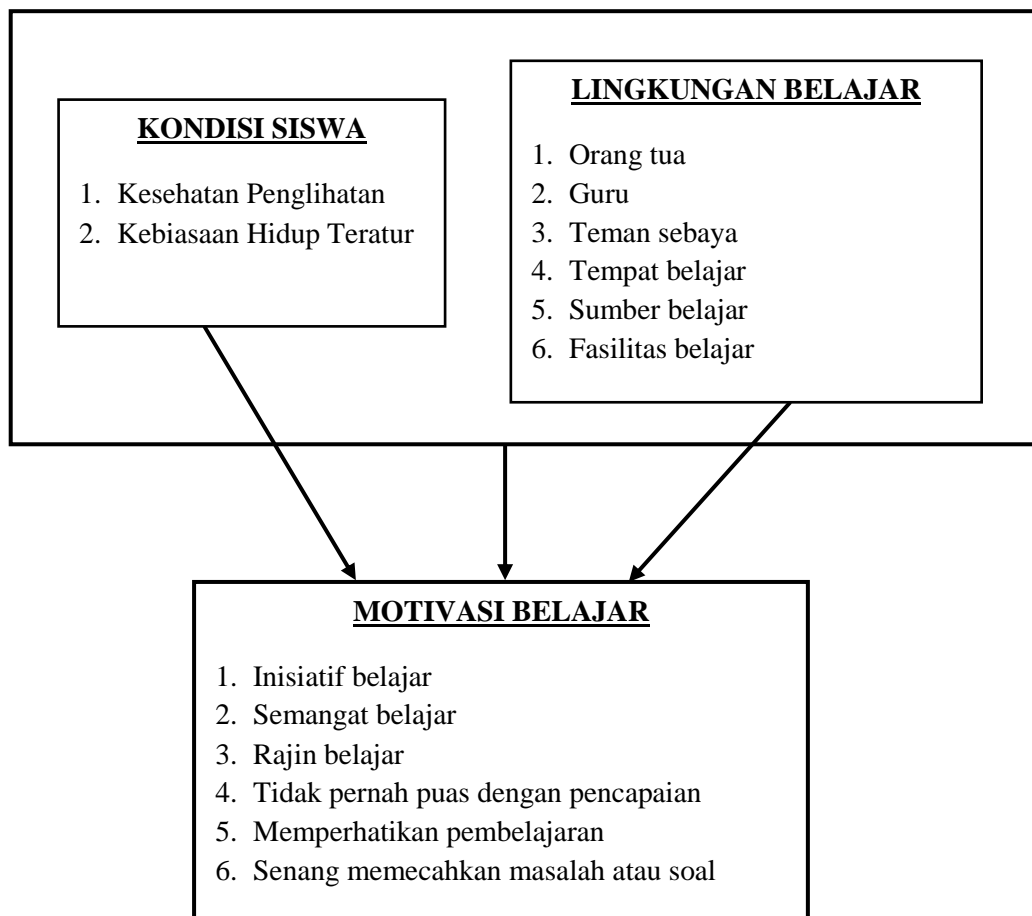 KONDISI SISWA
1. Kesehatan Penglihatan
2. Kebiasaan Hidup Teratur
LINGKUNGAN BELAJAR
1. Orang tua
2. Guru
3. Teman sebaya
4. Tempat belajar
5. Sumber belajar
6. Fasilitas belajar
MOTIVASI BELAJAR
1. Inisiatif belajar
2. Semangat belajar
3. Rajin belajar
4. Tidak pernah puas dengan pencapaian
5. Memperhatikan pembelajaran
6. Senang memecahkan masalah atau soal